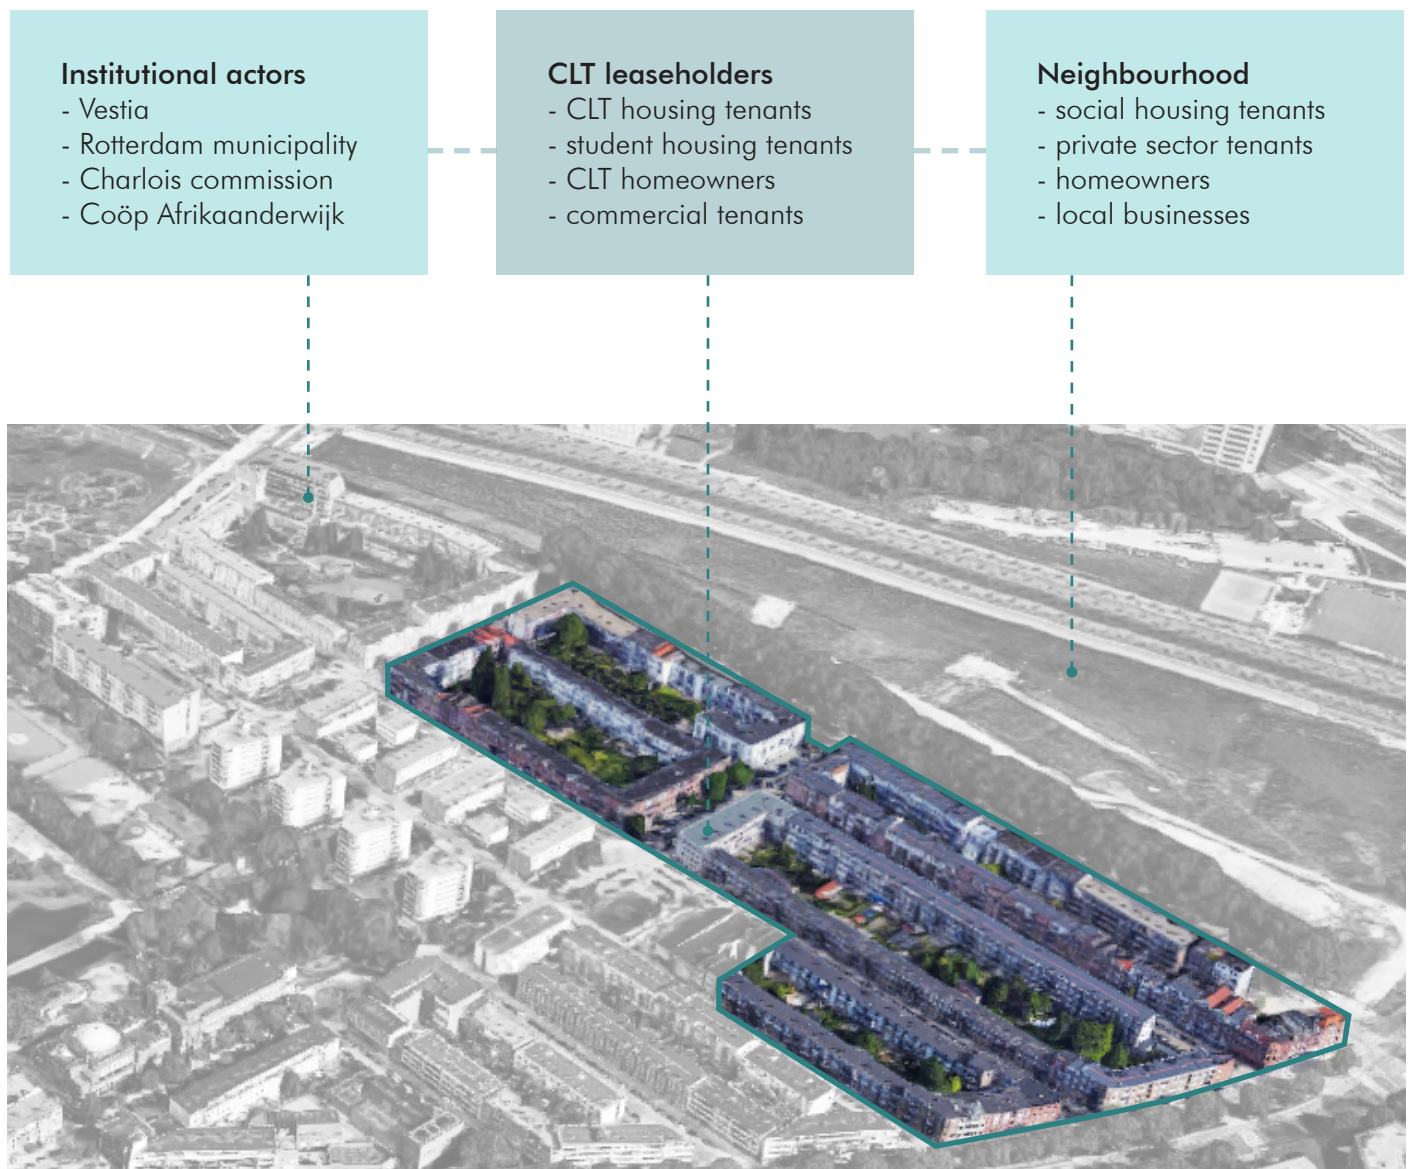 Institutional actors
- Vestia
- Rotterdam municipality
- Charlois commission
- Coöp Afrikaanderwijk
CLT leaseholders
- CLT housing tenants
- student housing tenants
- CLT homeowners
- commercial tenants
Neighbourhood
- social housing tenants
- private sector tenants
- homeowners
- local businesses